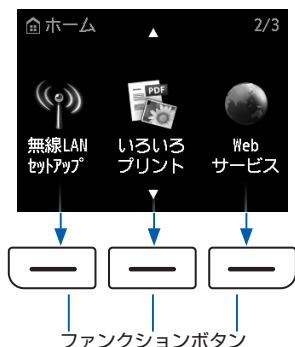 ホーム 2/3
PDF
無線LAN いろいろ Web
セットアップ プリント サービス
ファンクションボタン